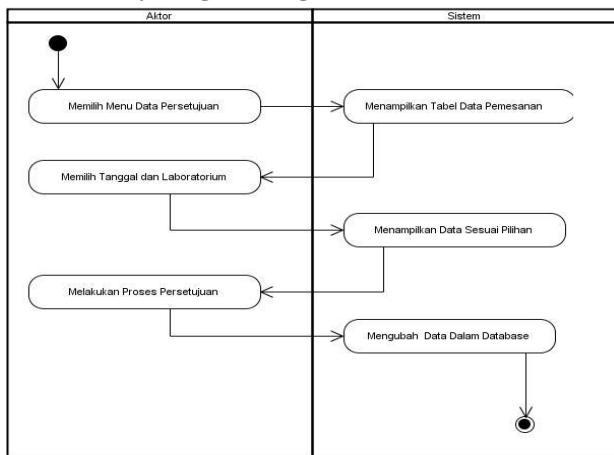 Aktor
Sistem
Memilih Menu Data Persetujuan
Menampilkan Tabel Data Pemesanan
Memilih Tanggal dan Laboratorium
Menampilkan Data Sesuai Pilihan
Melakukan Proses Persetujuan
Mengubah Data Dalam Database